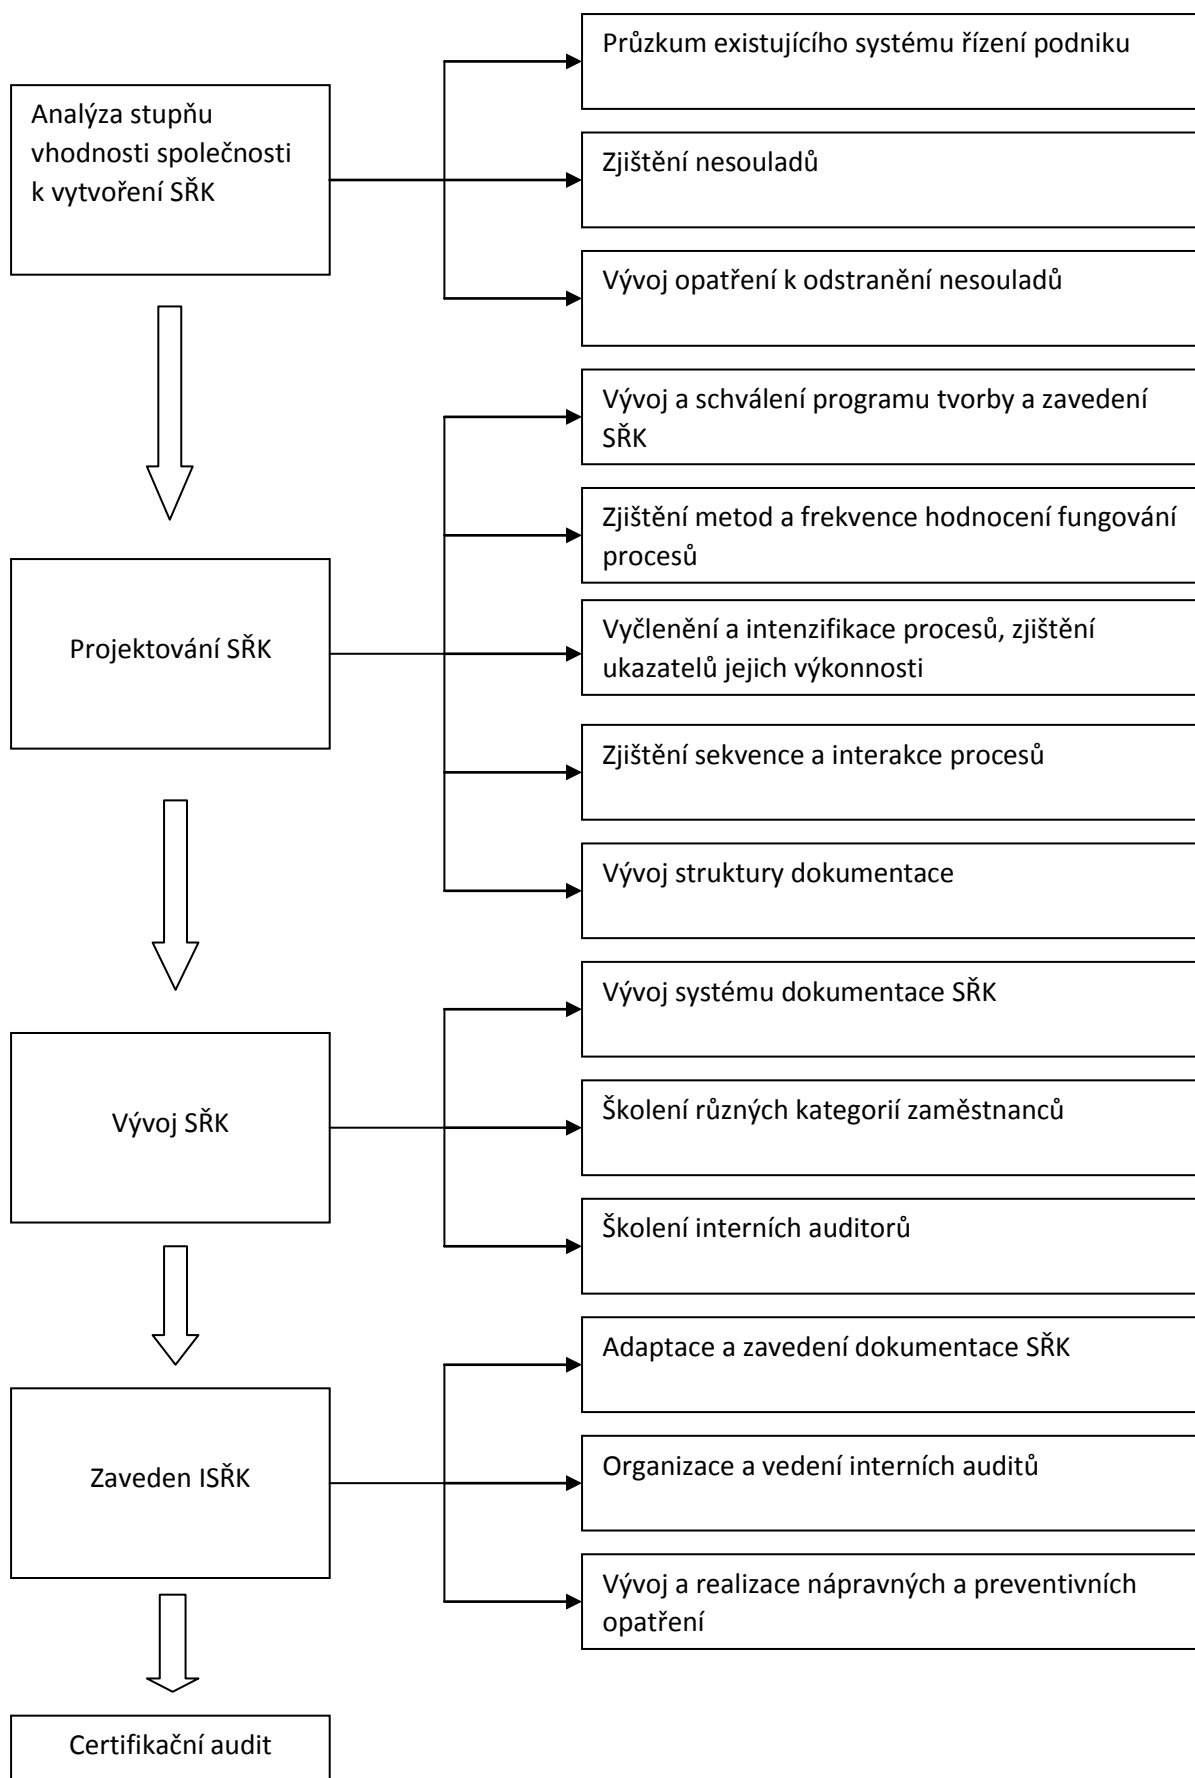 Analýza stupňu
vhodnosti společnosti
k vytvoření SŘK
Průzkum existujícího systému řízení podniku
Zjištění nesouladů
Vývoj opatření k odstranění nesouladů
Projektování SŘK
Vývoj a schválení programu tvorby a zavedení
SŘK
Zjištění metod a frekvence hodnocení fungování
procesů
Vyčlenění a intenzifikace procesů, zjištění
ukazatelů jejich výkonnosti
Zjištění sekvence a interakce procesů
Vývoj struktury dokumentace
Vývoj SŘK
Vývoj systému dokumentace SŘK
Školení různých kategorií zaměstnanců
Školení interních auditorů
Zaveden ISŘK
Adaptace a zavedení dokumentace SŘK
Organizace a vedení interních auditů
Vývoj a realizace nápravných a preventivních
opatření
Certifikační audit